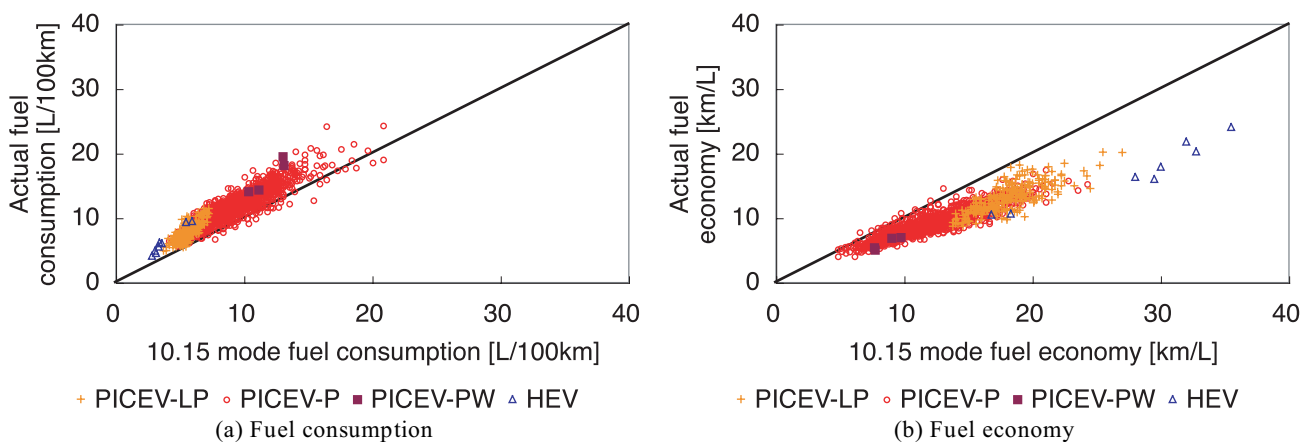 Actual fuel
consumption [L/100km]
40
30
20
10
0
0 10 20 30 40
10.15 mode fuel consumption [L/100km]
PICEV-LP PICEV-P PICEV-PW HEV
(a) Fuel consumption
Actual fuel
economy [km/L]
40
30
20
10
0
0 10 20 30 40
10.15 mode fuel economy [km/L]
PICEV-LP PICEV-P PICEV-PW HEV
(b) Fuel economy